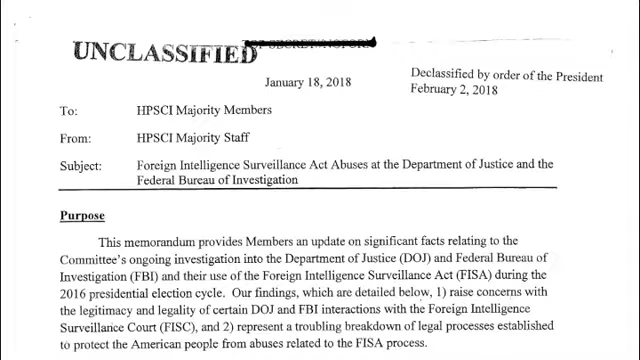 UNCLASSIFIED
January 18, 2018
Declassified by order of the President
February 2, 2018
To: HPSCI Majority Members
From: HPSCI Majority Staff
Subject: Foreign Intelligence Surveillance Act Abuses at the Department of Justice and the
Federal Bureau of Investigation
Purpose
This memorandum provides Members an update on significant facts relating to the
Committee's ongoing investigation into the Department of Justice (DOJ) and Federal Bureau of
Investigation (FBI) and their use of the Foreign Intelligence Surveillance Act (FISA) during the
2016 presidential election cycle. Our findings, which are detailed below, 1) raise concerns with
the legitimacy and legality of certain DOJ and FBI interactions with the Foreign Intelligence
Surveillance Court (FISC), and 2) represent a troubling breakdown of legal processes established
to protect the American people from abuses related to the FISA process.